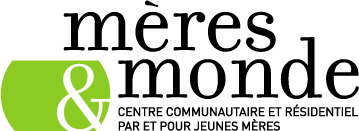 mères
& monde
CENTRE COMMUNAUTAIRE ET RÉSIDENTIEL
PAR ET POUR JEUNES MÈRES